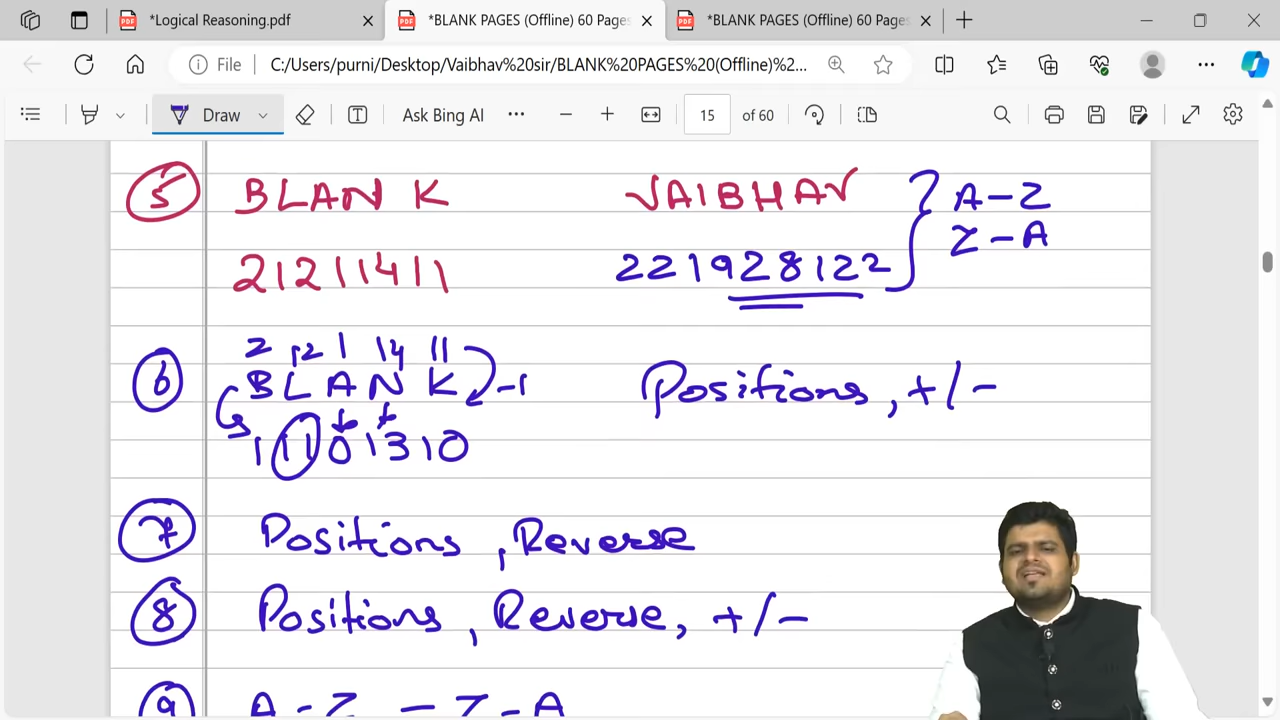 *Logical Reasoning.pdf
*BLANK PAGES (Offline) 60 Pages
*BLANK PAGES (Offline) 60 Pages
File C:/Users/purni/Desktop/Vaibhav%20sir/BLANK%20PAGES%20(Offline)%2...
Draw Ask Bing AI 15 of 60
5 BLANK VAIBHAV A-Z
Z-A
21211411 221928122
2 12 1 14 11
6 BLANK -1 Positions, +/-
11101310
7 Positions, Reverse
8 Positions, Reverse, +/-
9 A-Z - Z-A